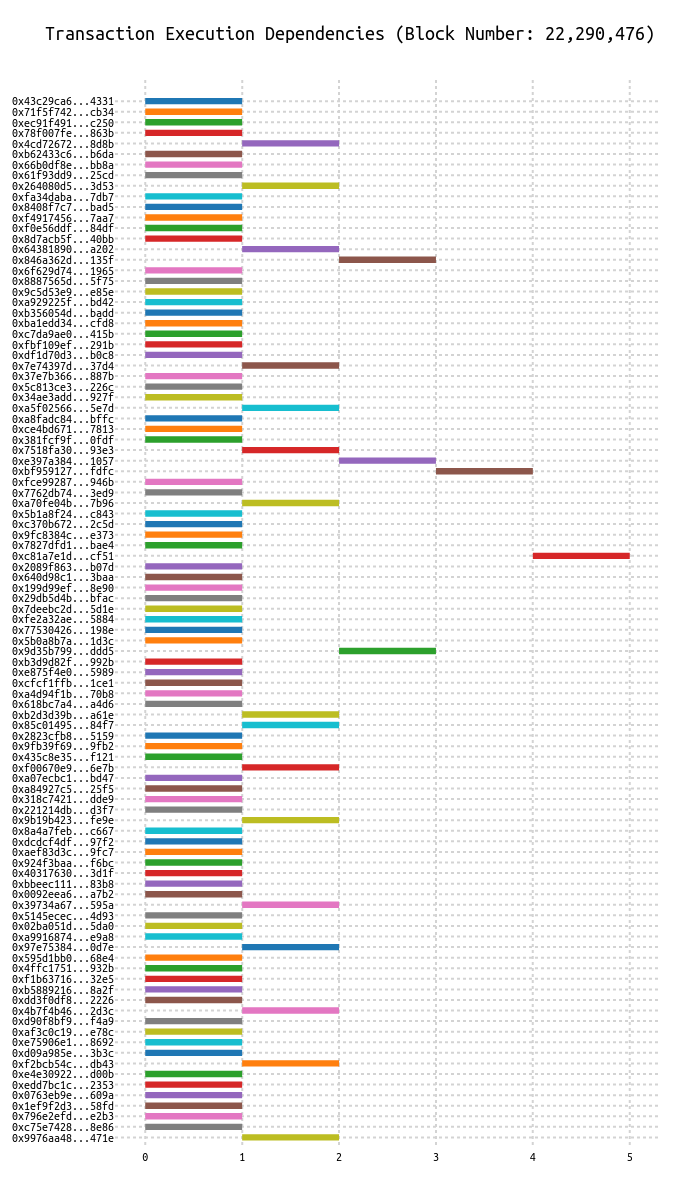 Transaction Execution Dependencies (Block Number: 22,290,476)
0x43c29ca6...4331
0x71f5f742...cb34
0xec91f491...c250
0x78f007fe...863b
0x4cd72672...8d8b
0xb62433c6...b6da
0x66b0df8e...bb8a
0x61f93dd9...25cd
0x264080d5...3d53
0xfa34daba...7db7
0x8408f7c7...bad5
0xf4917456...7aa7
0xf0e56ddf...84df
0x8d7acb5f...40bb
0x64381890...a202
0x846a362d...135f
0x6f629d74...1965
0x8887565d...5f75
0x9c5d53e9...e85e
0xa929225f...bd42
0xb356054d...badd
0xba1edd34...cfd8
0xc7da9ae0...415b
0xfbf109ef...291b
0xdf1d70d3...b0c8
0x7e74397d...37d4
0x37e7b366...887b
0x5c813ce3...226c
0x34ae3add...927f
0xa5f02566...5e7d
0xa8fadc84...bffc
0xce4bd671...7813
0x381fcf9f...0fdf
0x7518fa30...93e3
0xe397a384...1057
0xbf959127...fdfc
0xfce99287...946b
0x7762db74...3ed9
0xa70fe04b...7b96
0x5b1a8f24...c843
0xc370b672...2c5d
0x9fc8384c...e373
0x7827dfd1...bae4
0xc81a7e1d...cf51
0x2089f863...b07d
0x640d98c1...3baa
0x199d99ef...8e90
0x29db5d4b...bfac
0x7deebc2d...5d1e
0xfe2a32ae...5884
0x77530426...198e
0x5b0a8b7a...1d3c
0x9d35b799...ddd5
0xb3d9d82f...992b
0xe875f4e0...5989
0xcfcf1ffb...1ce1
0xa4d94f1b...70b8
0x618bc7a4...a4d6
0xb2d3d39b...a61e
0x85c01495...84f7
0x2823cfb8...5159
0x9fb39f69...9fb2
0x435c8e35...f121
0xf00670e9...6e7b
0xa07ecbc1...bd47
0xa84927c5...25f5
0x318c7421...dde9
0x221214db...d3f7
0x9b19b423...fe9e
0x8a4a7feb...c667
0xdcdcf4df...97f2
0xaef83d3c...9fc7
0x924f3baa...f6bc
0x40317630...3d1f
0xbbeec111...83b8
0x0092eea6...a7b2
0x39734a67...595a
0x5145ecec...4d93
0x02ba051d...5da0
0xa9916874...e9a8
0x97e75384...0d7e
0x595d1bb0...68e4
0x4ffc1751...932b
0xf1b63716...32e5
0xb5889216...8a2f
0xdd3f0df8...2226
0x4b7f4b46...2d3c
0xd90f8bf9...f4a9
0xaf3c0c19...e78c
0xe75906e1...8692
0xd09a985e...3b3c
0xf2bcb54c...db43
0xe4e30922...d00b
0xedd7bc1c...2353
0x0763eb9e...609a
0x1ef9f2d3...58fd
0x796e2efd...e2b3
0xc75e7428...8e86
0x9976aa48...471e
0 1 2 3 4 5